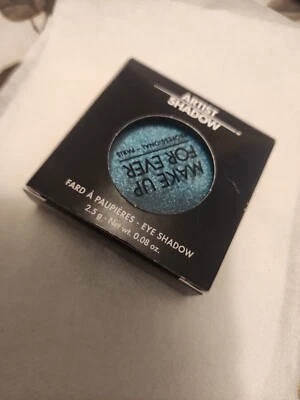 ARTIST
SHADOW
MAKE UP
FOR EVER
PROFESSIONAL - PARIS
FARD À PAUPIÈRES - EYE SHADOW
2.5 g - Net wt. 0.08 oz.